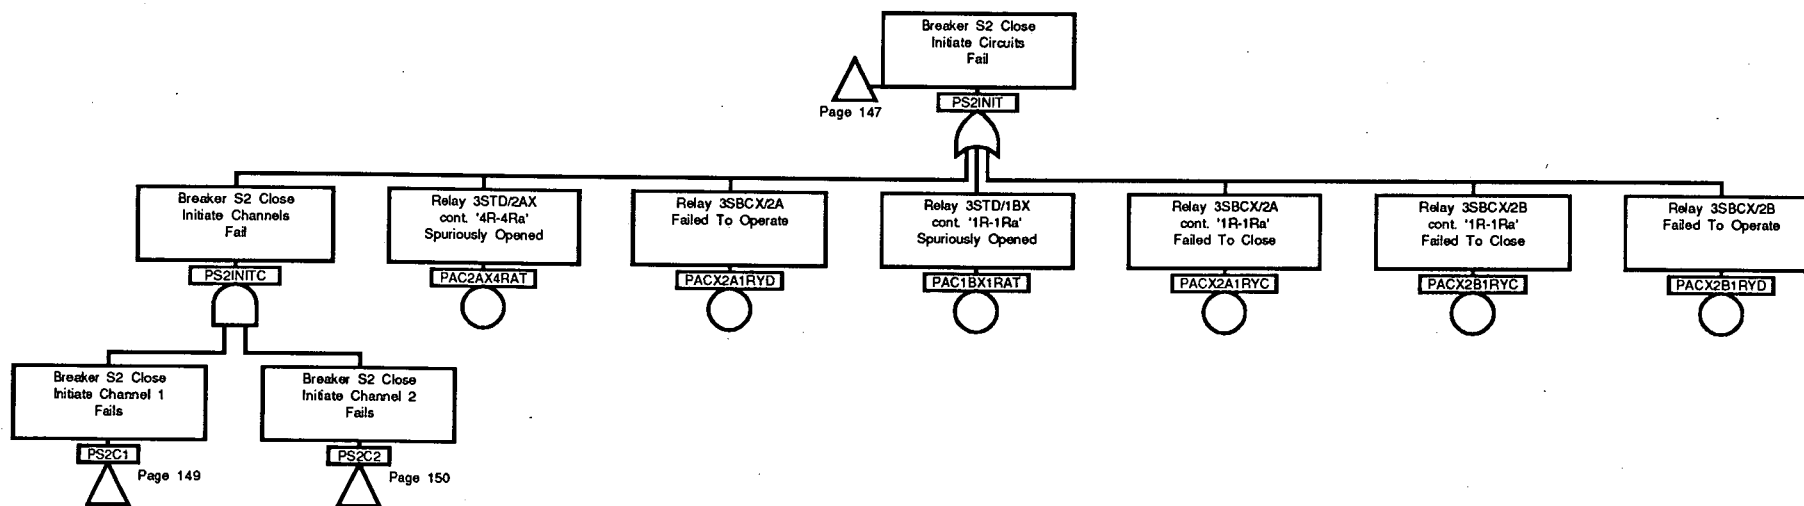 Breaker S2 Close
Initiate Circuits
Fail
Page 147
PS2INIT
Breaker S2 Close
Initiate Channels
Fail
PS2INITC
Relay 3STD/2AX
cont. '4R-4Ra'
Spuriously Opened
PAC2AX4RAT
Relay 3SBCX/2A
Failed To Operate
PACX2A1RYD
Relay 3STD/1BX
cont. '1R-1Ra'
Spuriously Opened
PAC1BX1RAT
Relay 3SBCX/2A
cont. '1R-1Ra'
Failed To Close
PACX2A1RYC
Relay 3SBCX/2B
cont. '1R-1Ra'
Failed To Close
PACX2B1RYC
Relay 3SBCX/2B
Failed To Operate
PACX2B1RYD
Breaker S2 Close
Initiate Channel 1
Fails
PS2C1
Page 149
Breaker S2 Close
Initiate Channel 2
Fails
PS2C2
Page 150